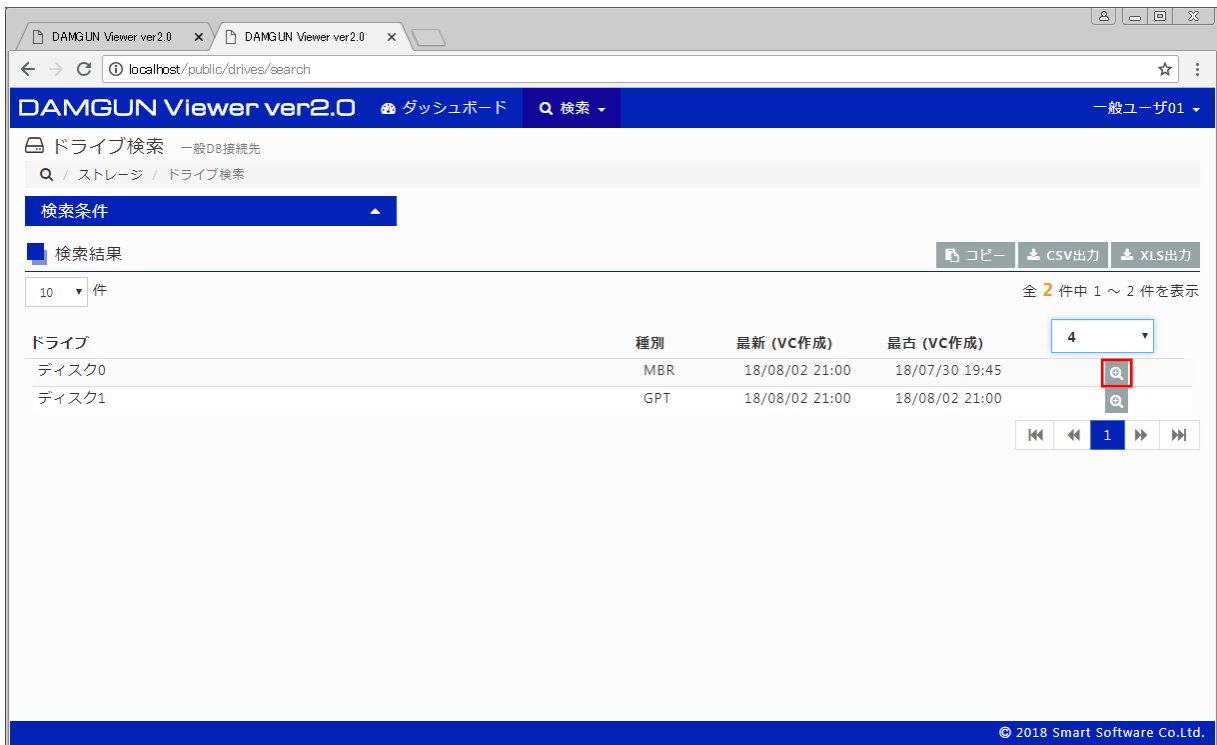 DAMGUN Viewer ver2.0 DAMGUN Viewer ver2.0
localhost/public/drives/search
DAMGUN Viewer ver2.0 ダッシュボード 検索 一般ユーザ01
ドライブ検索 一般DB接続先
/ ストレージ / ドライブ検索
検索条件
検索結果 コピー CSV出力 XLS出力
10 件 全 2 件中 1 ~ 2 件を表示
ドライブ 種別 最新 (VC作成) 最古 (VC作成) 4
ディスク0 MBR 18/08/02 21:00 18/07/30 19:45
ディスク1 GPT 18/08/02 21:00 18/08/02 21:00
1
© 2018 Smart Software Co.Ltd.